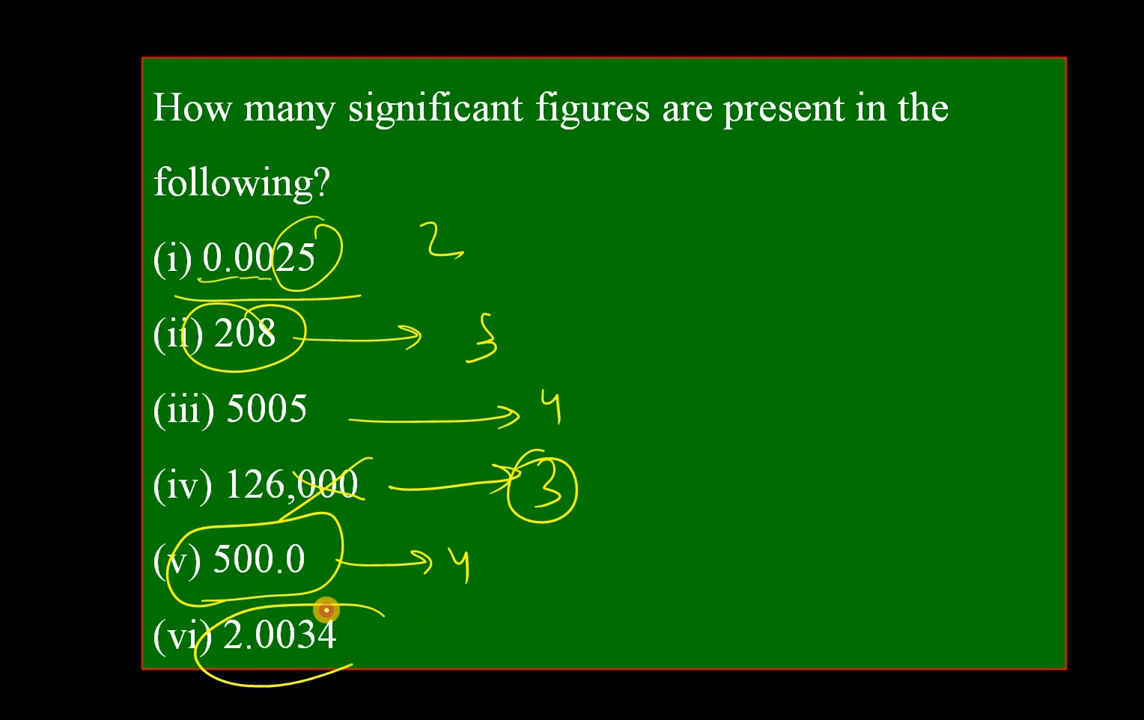 How many significant figures are present in the
following?
(i) 0.0025 2
(ii) 208 3
(iii) 5005 4
(iv) 126,000 3
(v) 500.0 4
(vi) 2.0034